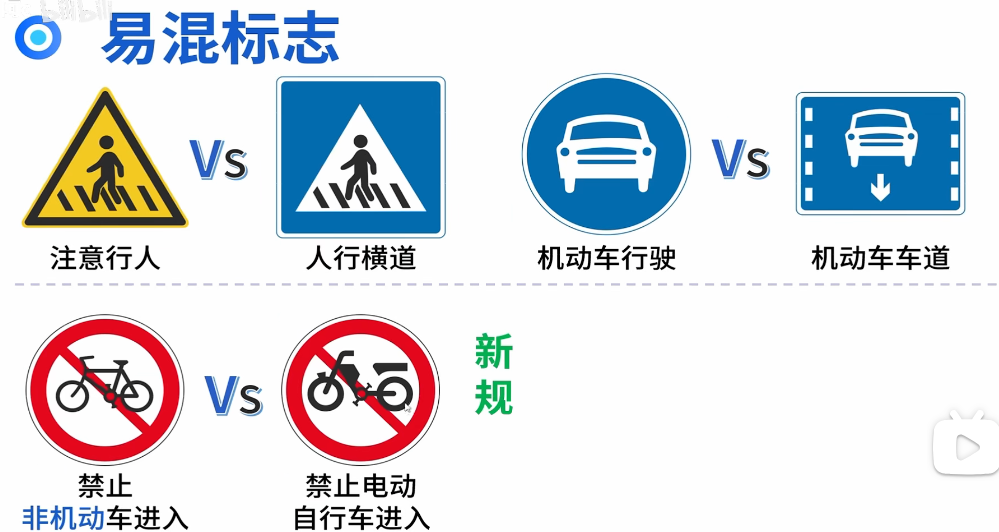 bilibili
易混标志
Vs
Vs
注意行人
人行横道
机动车行驶
机动车车道
新
规
Vs
禁止
非机动车进入
禁止电动
自行车进入